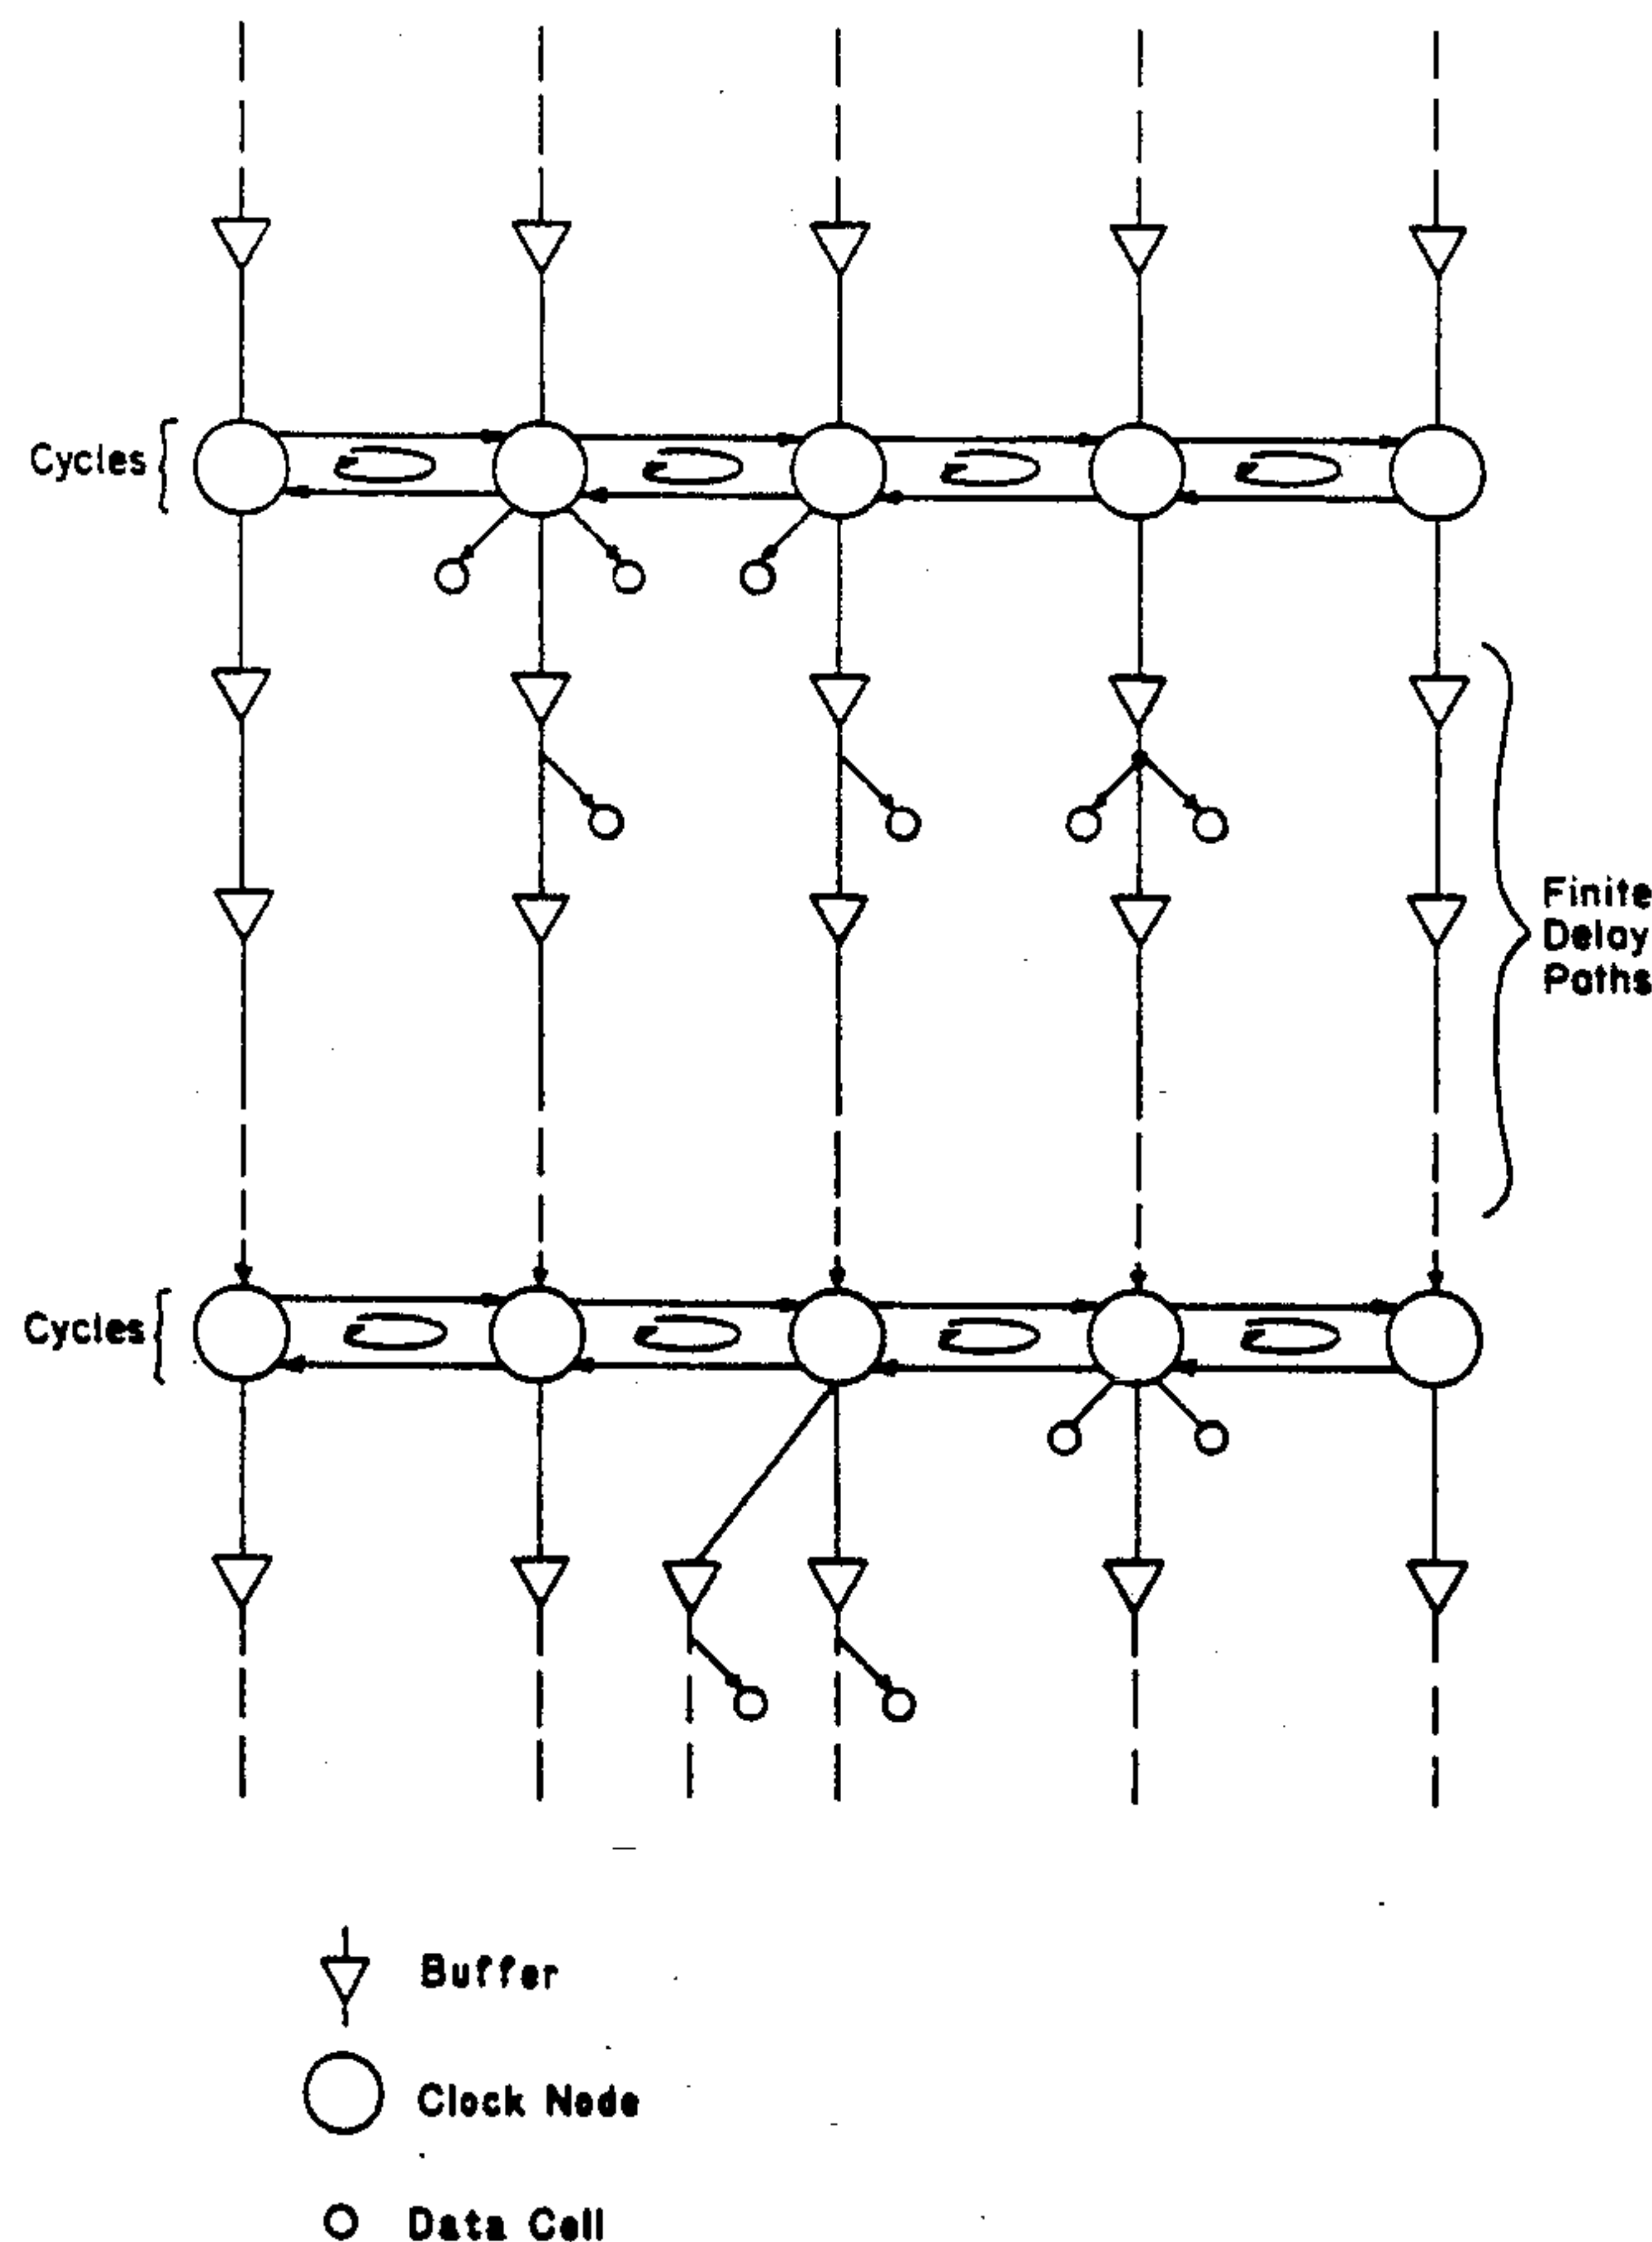 Cycles
Finite
Delay
Paths
Cycles
Buffer
Clock Node
Data Cell